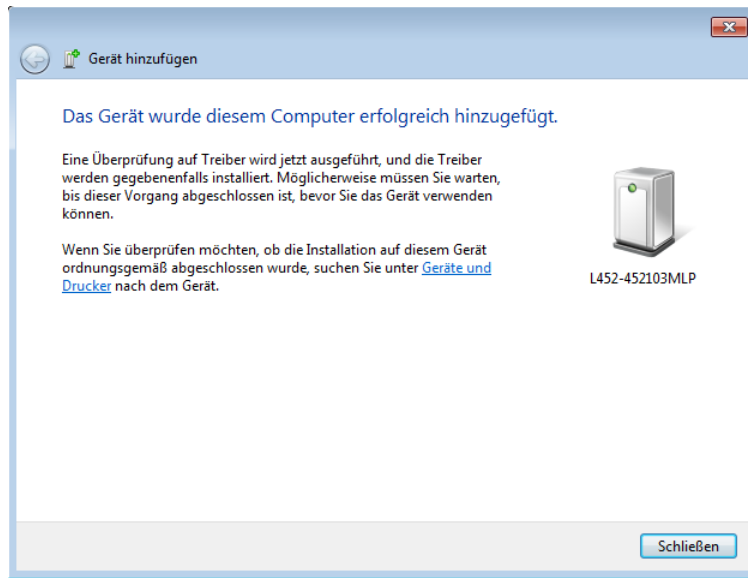 Gerät hinzufügen
Das Gerät wurde diesem Computer erfolgreich hinzugefügt.
Eine Überprüfung auf Treiber wird jetzt ausgeführt, und die Treiber
werden gegebenenfalls installiert. Möglicherweise müssen Sie warten,
bis dieser Vorgang abgeschlossen ist, bevor Sie das Gerät verwenden
können.
Wenn Sie überprüfen möchten, ob die Installation auf diesem Gerät
ordnungsgemäß abgeschlossen wurde, suchen Sie unter Geräte und
Drucker nach dem Gerät.
L452-452103MLP
Schließen